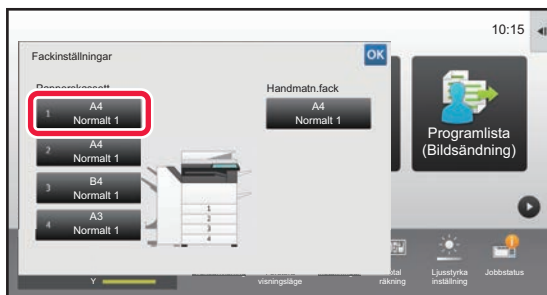 10:15
Fackinställningar
OK
Handmatn.fack
1 A4
Normalt 1
A4
Normalt 1
2 A4
Normalt 1
3 B4
Normalt 1
4 A3
Normalt 1
1
2
3
4
Programlista
(Bildsändning)
Y
visningsläge
räkning
Ljusstyrka
inställning
Jobbstatus